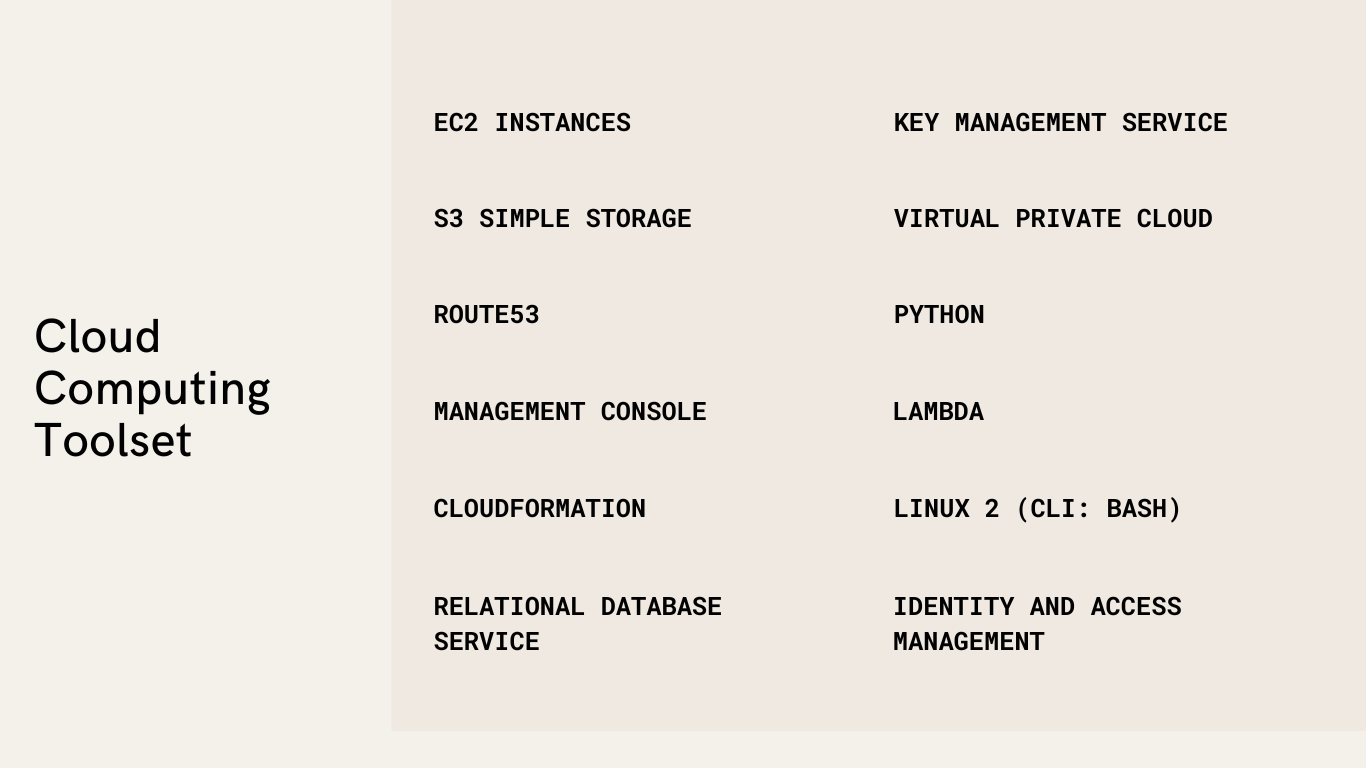 Cloud
Computing
Toolset
EC2 INSTANCES
S3 SIMPLE STORAGE
ROUTE53
MANAGEMENT CONSOLE
CLOUDFORMATION
RELATIONAL DATABASE
SERVICE
KEY MANAGEMENT SERVICE
VIRTUAL PRIVATE CLOUD
PYTHON
LAMBDA
LINUX 2 (CLI: BASH)
IDENTITY AND ACCESS
MANAGEMENT